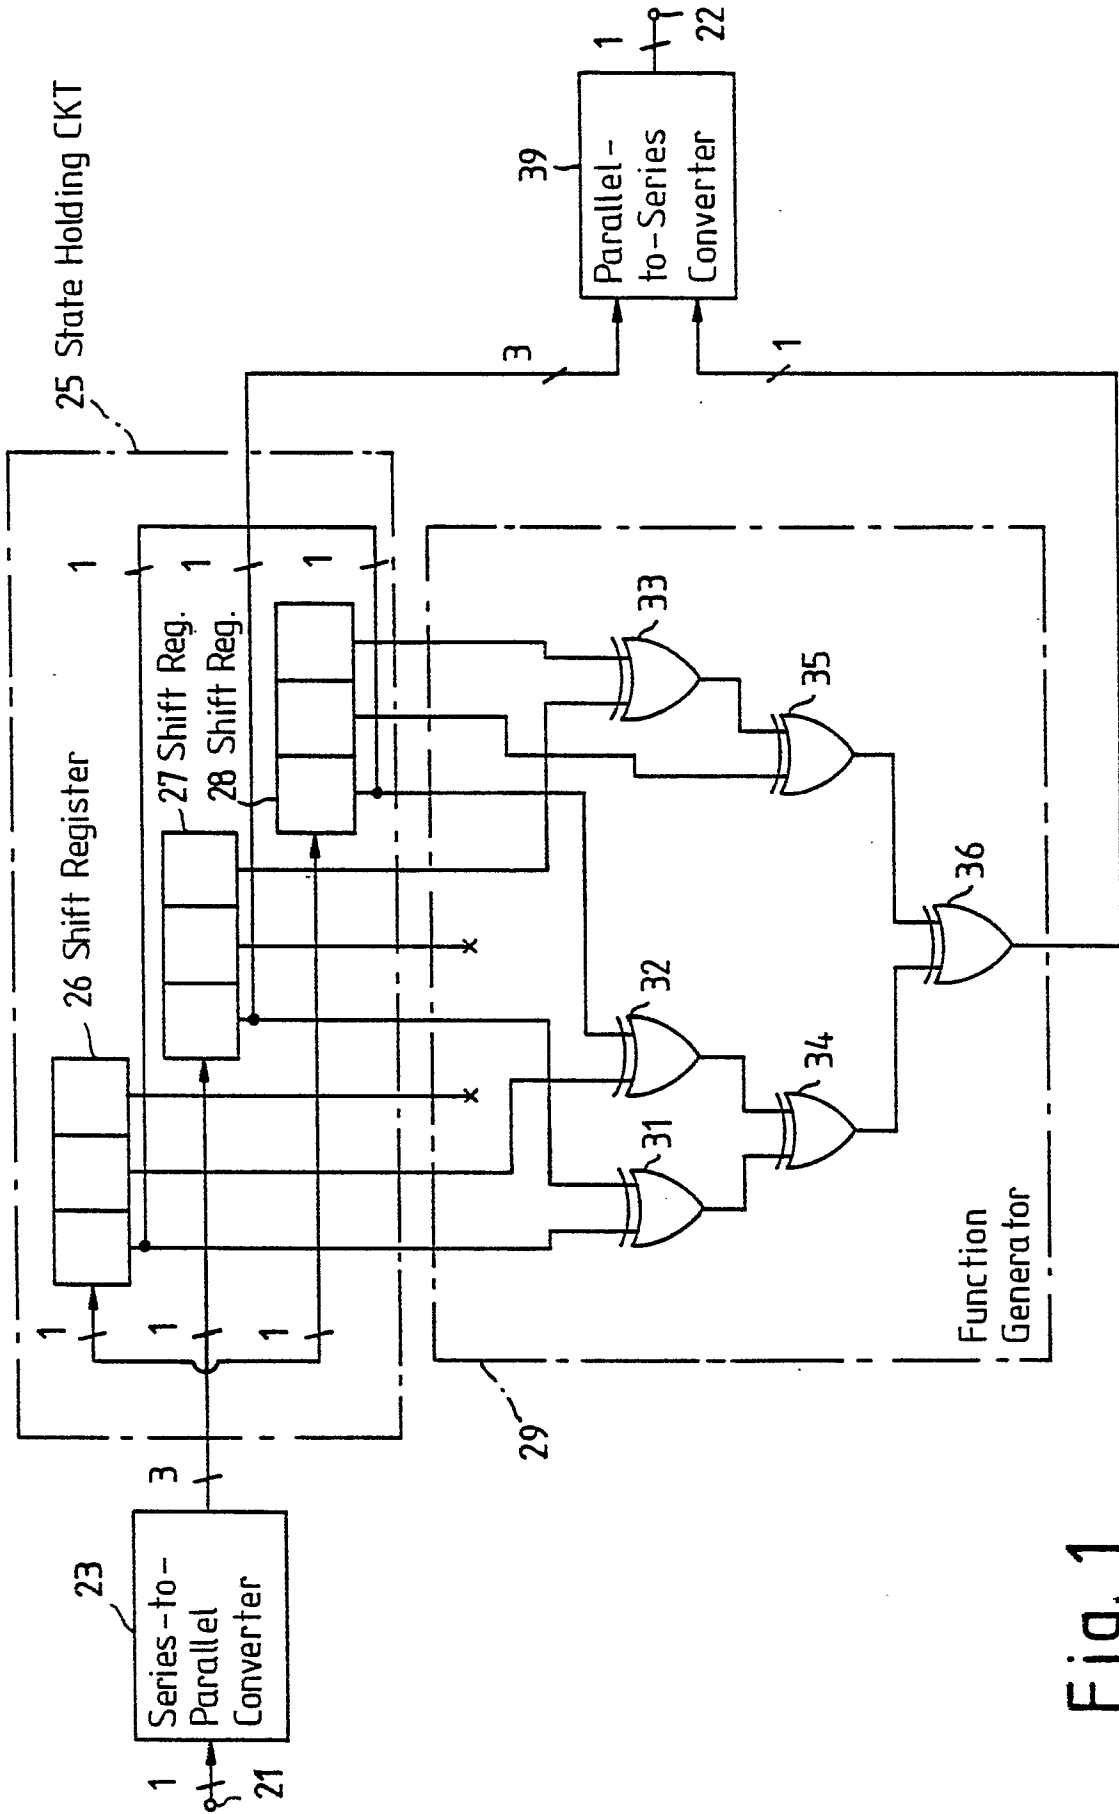 25 State Holding CKT
26 Shift Register
27 Shift Reg.
28 Shift Reg.
1
1
1
1
1
1
3
23
Series-to-
Parallel
Converter
1
21
3
1
39
Parallel-
to-Series
Converter
1
22
31
32
33
34
35
36
Function
Generator
29
Fig. 1